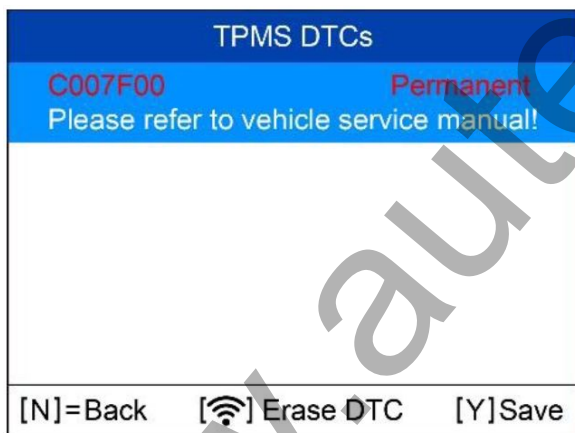 TPMS DTCs
C007F00 Permanent
Please refer to vehicle service manual!
[N]=Back [] Erase DTC [Y]Save